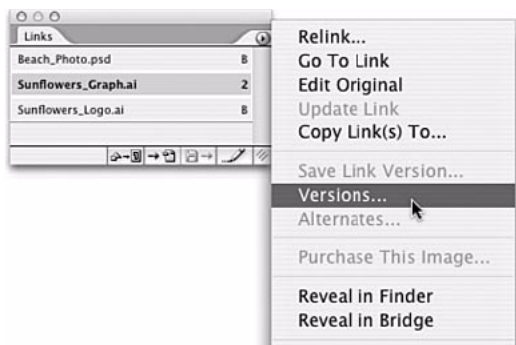 Links
Beach_Photo.psd B
Sunflowers_Graph.ai 2
Sunflowers_Logo.ai B
Relink...
Go To Link
Edit Original
Update Link
Copy Link(s) To...
Save Link Version...
Versions...
Alternates...
Purchase This Image...
Reveal in Finder
Reveal in Bridge